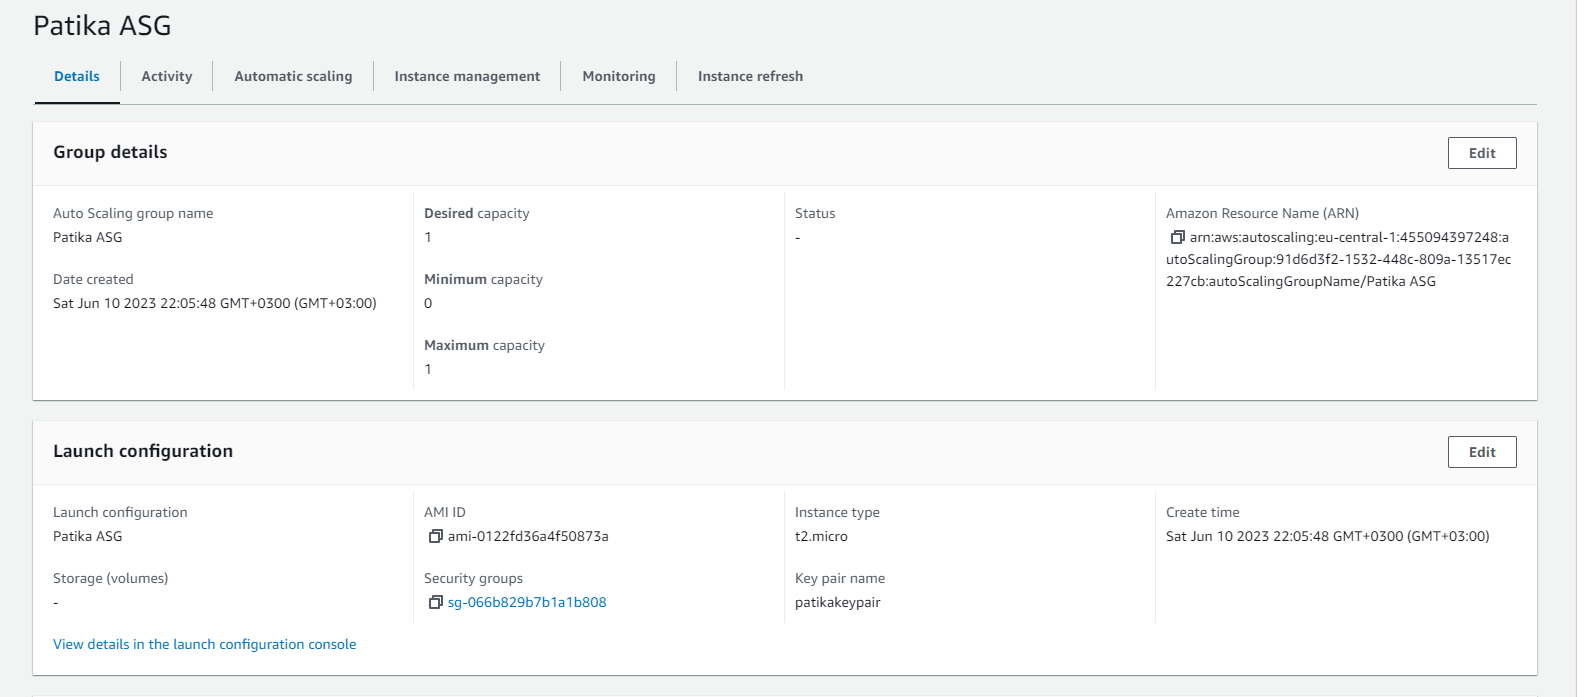 Patika ASG
Details
Activity
Automatic scaling
Instance management
Monitoring
Instance refresh
Group details
Edit
Auto Scaling group name
Patika ASG
Date created
Sat Jun 10 2023 22:05:48 GMT+0300 (GMT+03:00)
Desired capacity
1
Minimum capacity
0
Maximum capacity
1
Status
-
Amazon Resource Name (ARN)
arn:aws:autoscaling:eu-central-1:455094397248:a
utoScalingGroup:91d6d3f2-1532-448c-809a-13517ec
227cb:autoScalingGroupName/Patika ASG
Launch configuration
Edit
Launch configuration
Patika ASG
Storage (volumes)
-
AMI ID
ami-0122fd36a4f50873a
Security groups
sg-066b829b7b1a1b808
Instance type
t2.micro
Key pair name
patikakeypair
Create time
Sat Jun 10 2023 22:05:48 GMT+0300 (GMT+03:00)
View details in the launch configuration console